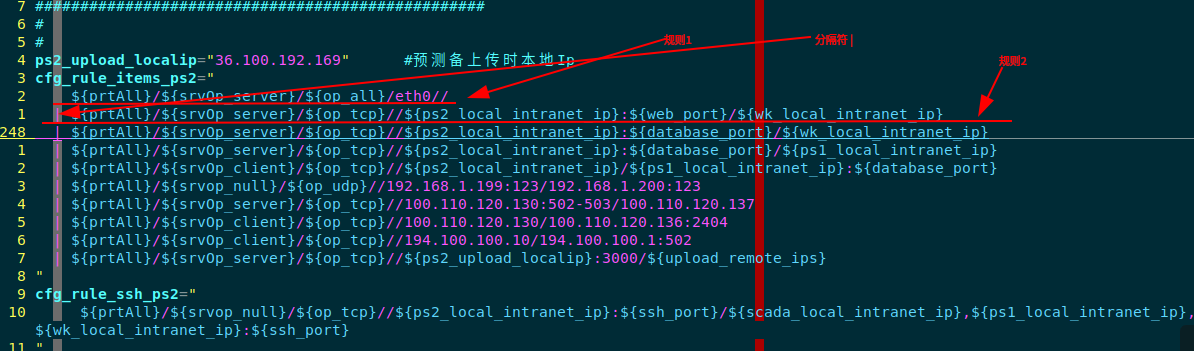 7 ##################################################
6 #
5 #
4 ps2_upload_localip="36.100.192.169" #预测备上传时本地Ip
规则1
分隔符|
规则2
3 cfg_rule_items_ps2="
2 ${prtAll}/${srvOp_server}/${op_all}/eth0//
1 | ${prtAll}/${srvOp_server}/${op_tcp}//${ps2_local_intranet_ip}:${web_port}/${wk_local_intranet_ip}
248 | ${prtAll}/${srvOp_server}/${op_tcp}//${ps2_local_intranet_ip}:${database_port}/${wk_local_intranet_ip}
1 | ${prtAll}/${srvOp_server}/${op_tcp}//${ps2_local_intranet_ip}:${database_port}/${ps1_local_intranet_ip}
2 | ${prtAll}/${srvOp_client}/${op_tcp}//${ps2_local_intranet_ip}/${ps1_local_intranet_ip}:${database_port}
3 | ${prtAll}/${srvop_null}/${op_udp}//192.168.1.199:123/192.168.1.200:123
4 | ${prtAll}/${srvOp_server}/${op_tcp}//100.110.120.130:502-503/100.110.120.137
5 | ${prtAll}/${srvOp_client}/${op_tcp}//100.110.120.130/100.110.120.136:2404
6 | ${prtAll}/${srvOp_client}/${op_tcp}//194.100.100.10/194.100.100.1:502
7 | ${prtAll}/${srvOp_server}/${op_tcp}//${ps2_upload_localip}:3000/${upload_remote_ips}
8 "
9 cfg_rule_ssh_ps2="
10 ${prtAll}/${srvop_null}/${op_tcp}//${ps2_local_intranet_ip}:${ssh_port}/${scada_local_intranet_ip},${ps1_local_intranet_ip},
${wk_local_intranet_ip}:${ssh_port}
11 "